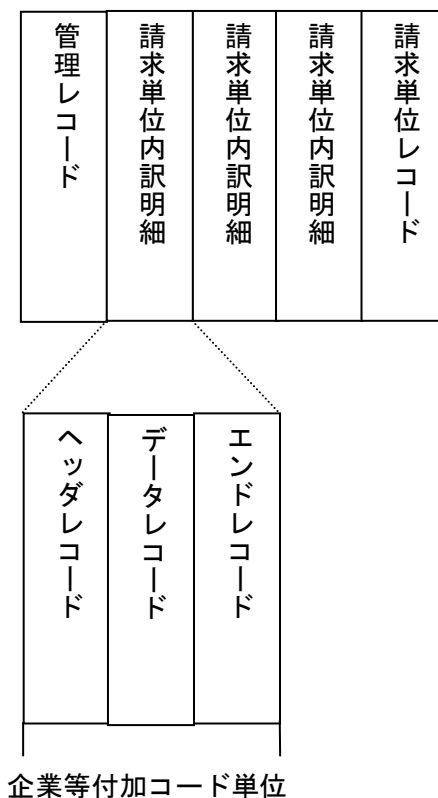 管理レコード
請求単位内訳明細
請求単位内訳明細
請求単位内訳明細
請求単位レコード
ヘッダレコード
データレコード
エンドレコード
企業等付加コード単位